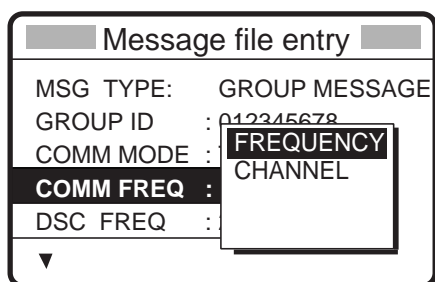 Message file entry
MSG TYPE: GROUP MESSAGE
GROUP ID : 012345678
COMM MODE :
FREQUENCY
CHANNEL
COMM FREQ :
DSC FREQ :
▼